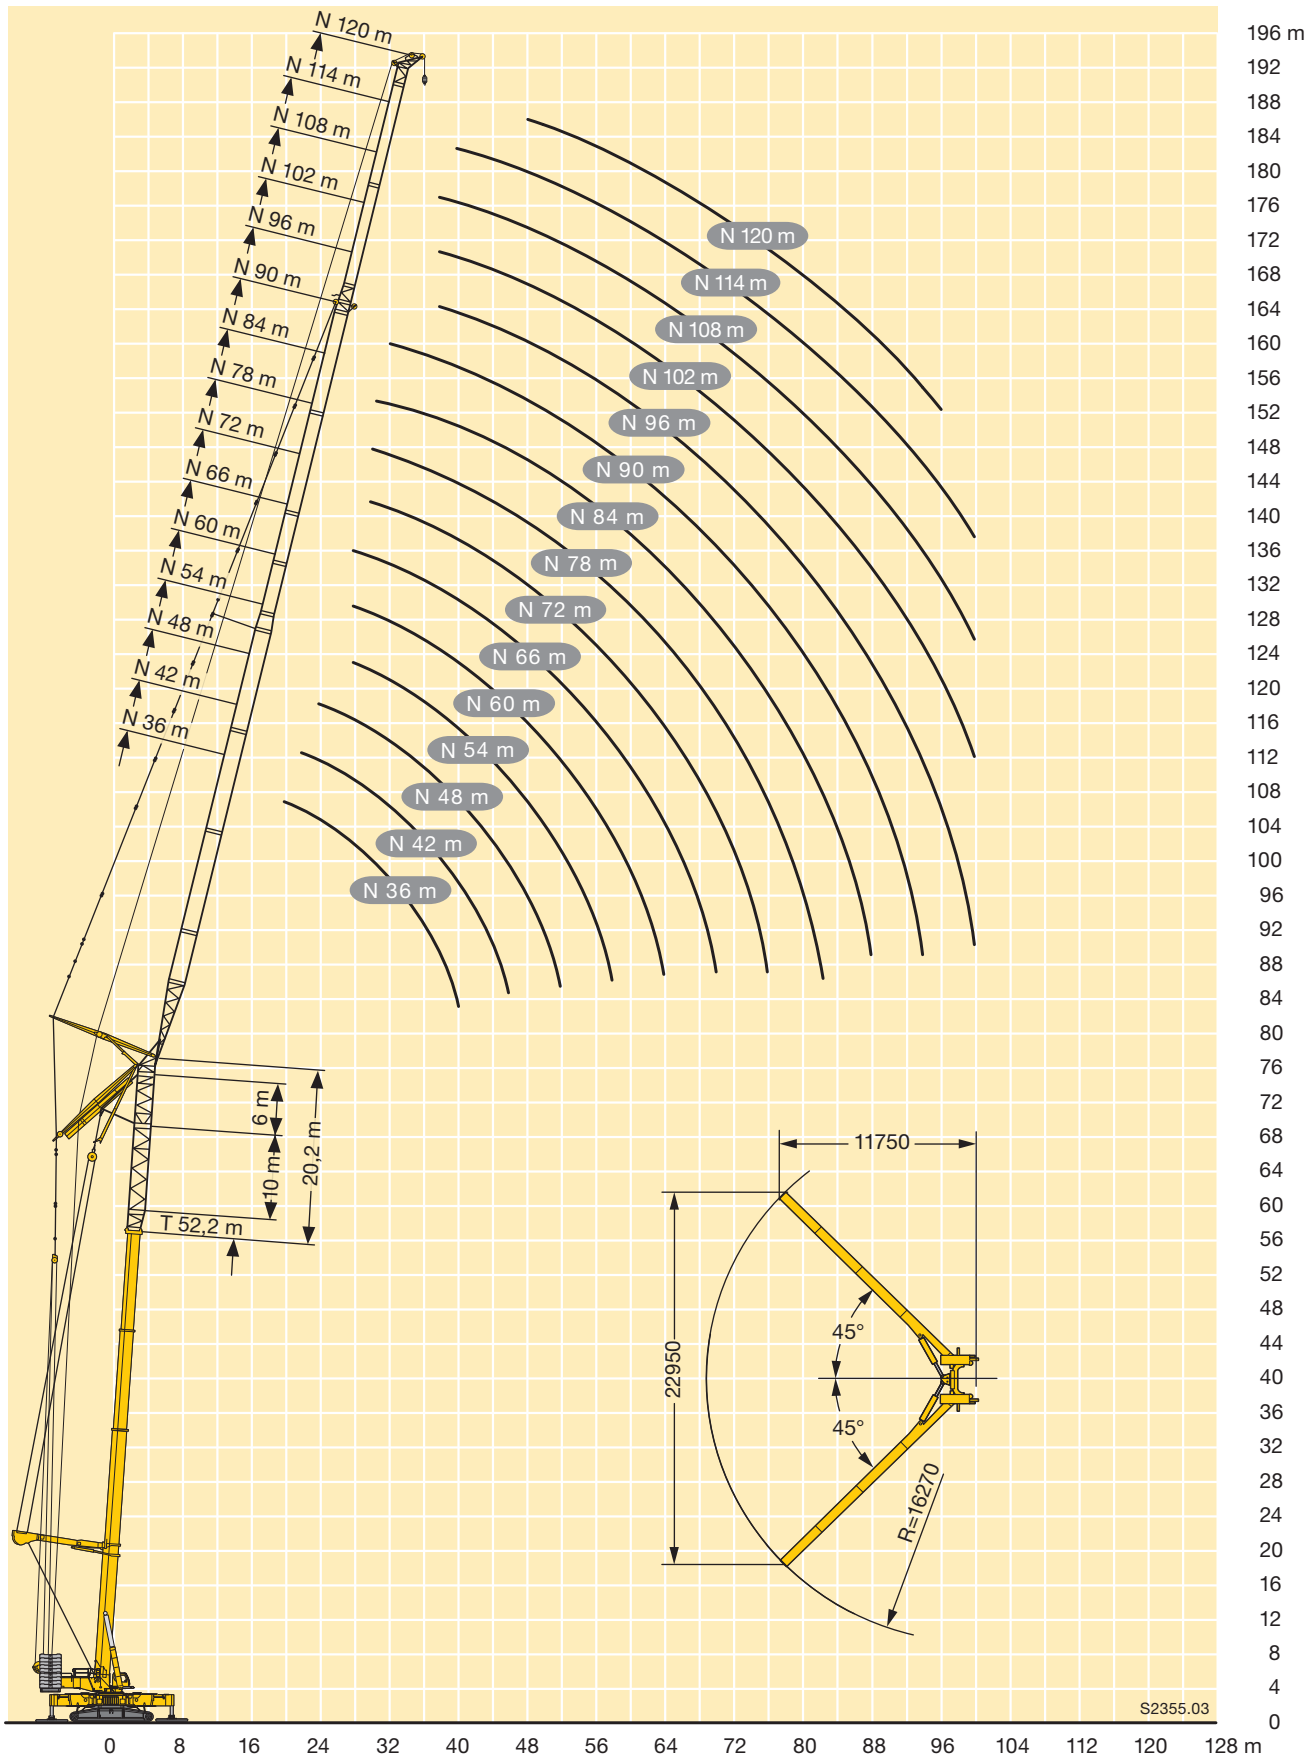 N 120 m
N 114 m
N 108 m
N 102 m
N 96 m
N 90 m
N 84 m
N 78 m
N 72 m
N 66 m
N 60 m
N 54 m
N 48 m
N 42 m
N 36 m
N 120 m
N 114 m
N 108 m
N 102 m
N 96 m
N 90 m
N 84 m
N 78 m
N 72 m
N 66 m
N 60 m
N 54 m
N 48 m
N 42 m
N 36 m
6 m
10 m
20,2 m
T 52,2 m
11750
22950
45°
45°
R=16270
S2355.03
196 m
192
188
184
180
176
172
168
164
160
156
152
148
144
140
136
132
128
124
120
116
112
108
104
100
96
92
88
84
80
76
72
68
64
60
56
52
48
44
40
36
32
28
24
20
16
12
8
4
0
0 8 16 24 32 40 48 56 64 72 80 88 96 104 112 120 128 m